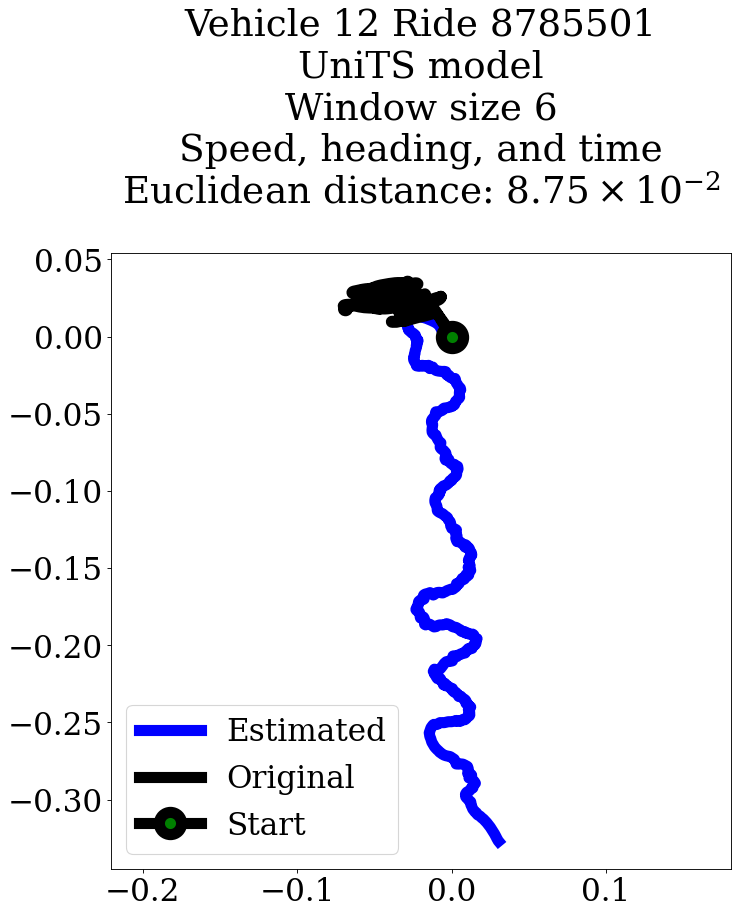 Vehicle 12 Ride 8785501
UniTS model
Window size 6
Speed, heading, and time
Euclidean distance: 8.75 × 10⁻²
0.05
0.00
−0.05
−0.10
−0.15
−0.20
−0.25
−0.30
Estimated
Original
Start
−0.2 −0.1 0.0 0.1